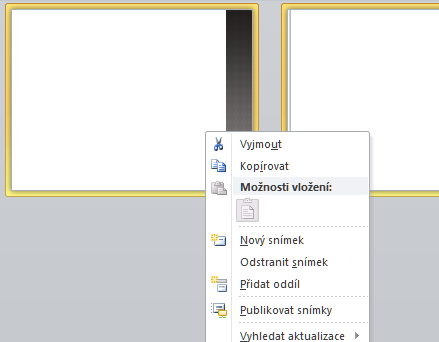 Vyjmout
Kopírovat
Možnosti vložení:
Nový snímek
Odstranit snímek
Přidat oddíl
Publikovat snímky
Vyhledat aktualizace